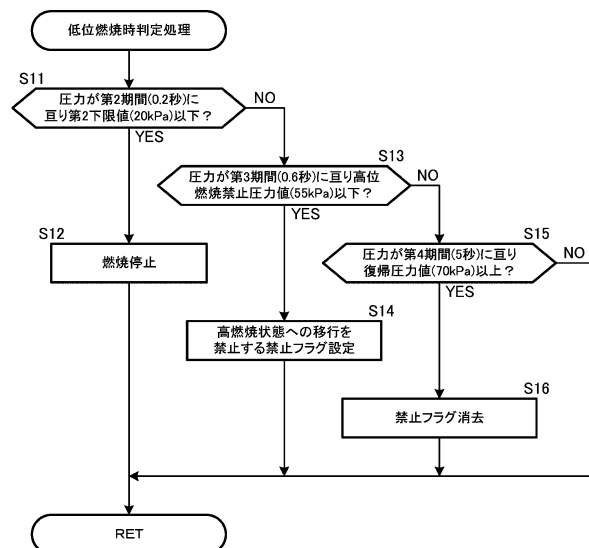 低位燃焼時判定処理
S11
圧力が第2期間(0.2秒)に
亘り第2下限値(20kPa)以下？
NO
YES
S13
圧力が第3期間(0.6秒)に亘り高位
燃焼禁止圧力値(55kPa)以下？
NO
YES
S12
燃焼停止
S15
圧力が第4期間(5秒)に亘り
復帰圧力値(70kPa)以上？
NO
YES
S14
高燃焼状態への移行を
禁止する禁止フラグ設定
S16
禁止フラグ消去
RET